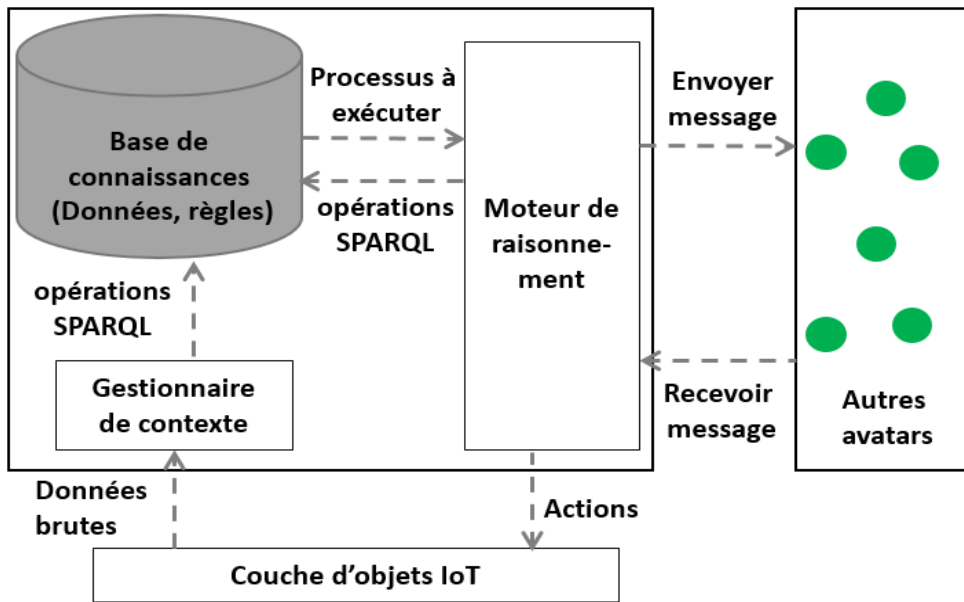 Base de
connaissances
(Données, règles)
Processus à
exécuter
opérations
SPARQL
Moteur de
raisonne-
ment
Envoyer
message
Recevoir
message
Autres
avatars
opérations
SPARQL
Gestionnaire
de contexte
Données
brutes
Actions
Couche d’objets IoT